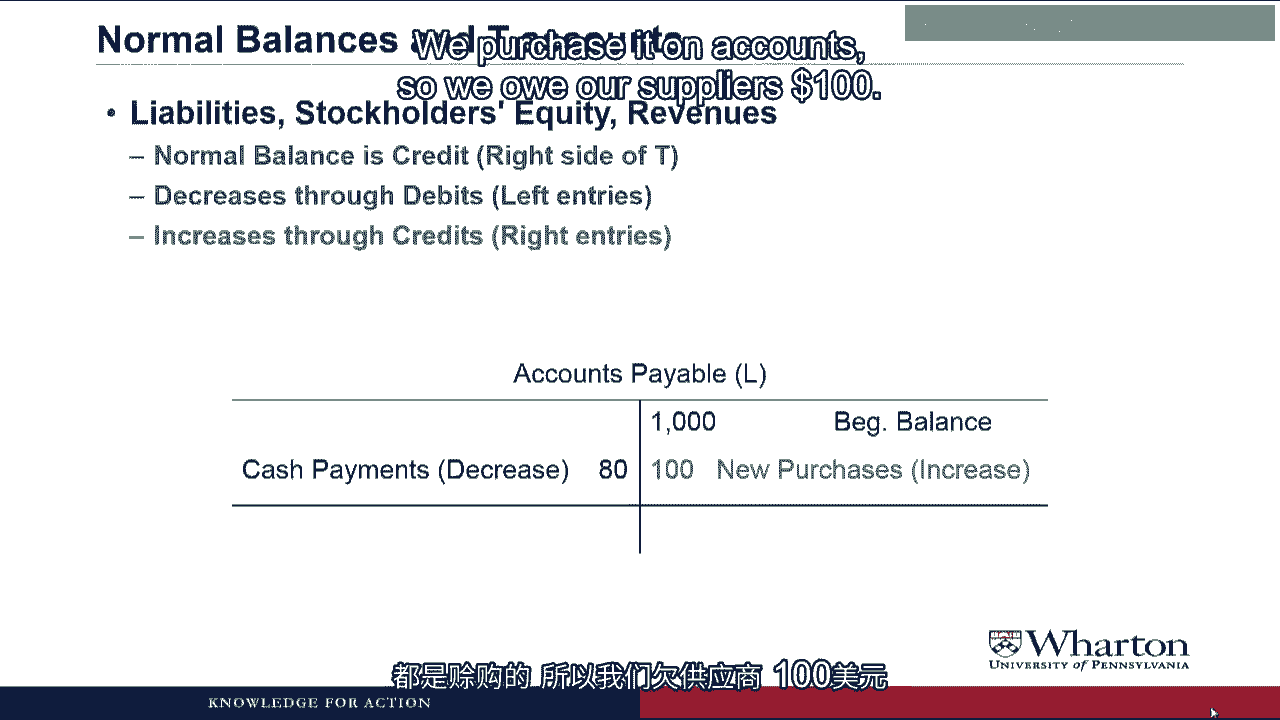 Normal Balances and T-accounts
We purchase it on accounts,
so we owe our suppliers $100.
• Liabilities, Stockholders' Equity, Revenues
– Normal Balance is Credit (Right side of T)
– Decreases through Debits (Left entries)
– Increases through Credits (Right entries)
Accounts Payable (L)
1,000 Beg. Balance
Cash Payments (Decrease) 80 100 New Purchases (Increase)
Wharton
UNIVERSITY of PENNSYLVANIA
都是赊购的 所以我们欠供应商 100美元
KNOWLEDGE FOR ACTION